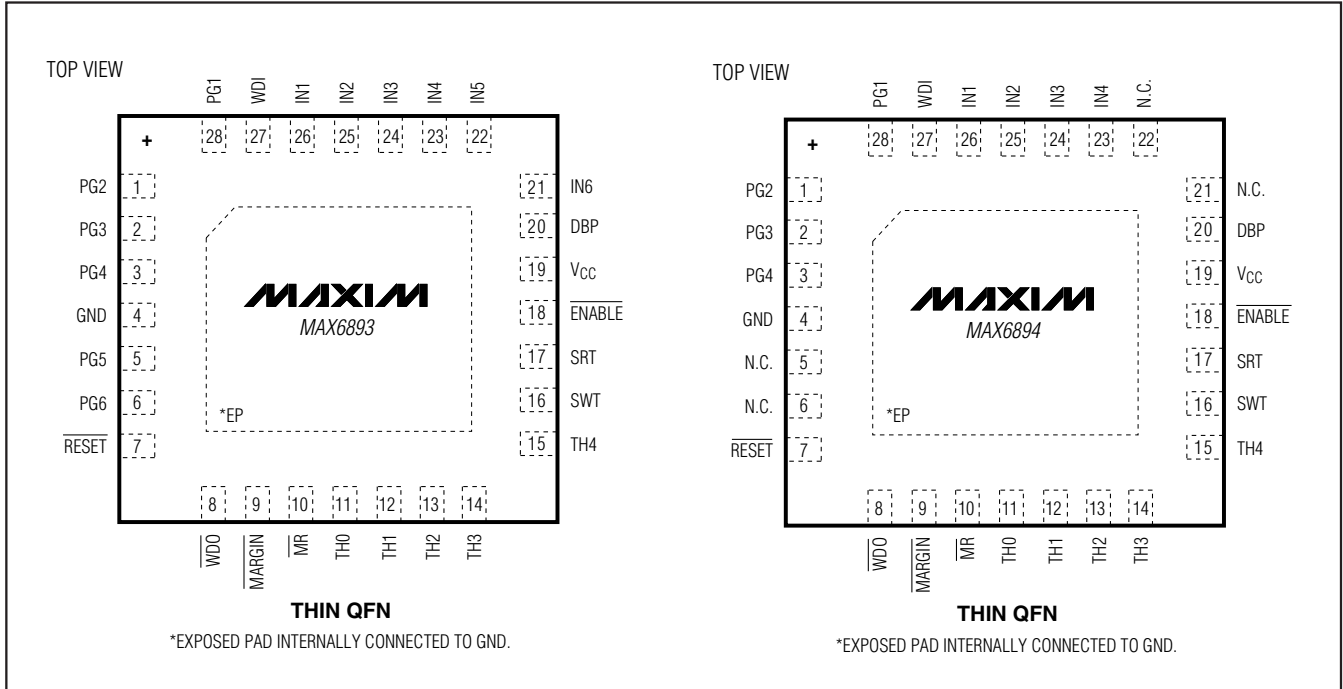 TOP VIEW
PG1 WDI IN1 IN2 IN3 IN4 IN5
+ 28 27 26 25 24 23 22
PG2 1 21 IN6
PG3 2 20 DBP
PG4 3 19 VCC
GND 4 18 ENABLE
PG5 5 17 SRT
PG6 6 16 SWT
RESET 7 15 TH4
MAXIM
MAX6893
*EP
8 9 10 11 12 13 14
WDO MARGIN MR TH0 TH1 TH2 TH3
THIN QFN
*EXPOSED PAD INTERNALLY CONNECTED TO GND.
TOP VIEW
PG1 WDI IN1 IN2 IN3 IN4 N.C.
+ 28 27 26 25 24 23 22
PG2 1 21 N.C.
PG3 2 20 DBP
PG4 3 19 VCC
GND 4 18 ENABLE
N.C. 5 17 SRT
N.C. 6 16 SWT
RESET 7 15 TH4
MAXIM
MAX6894
*EP
8 9 10 11 12 13 14
WDO MARGIN MR TH0 TH1 TH2 TH3
THIN QFN
*EXPOSED PAD INTERNALLY CONNECTED TO GND.